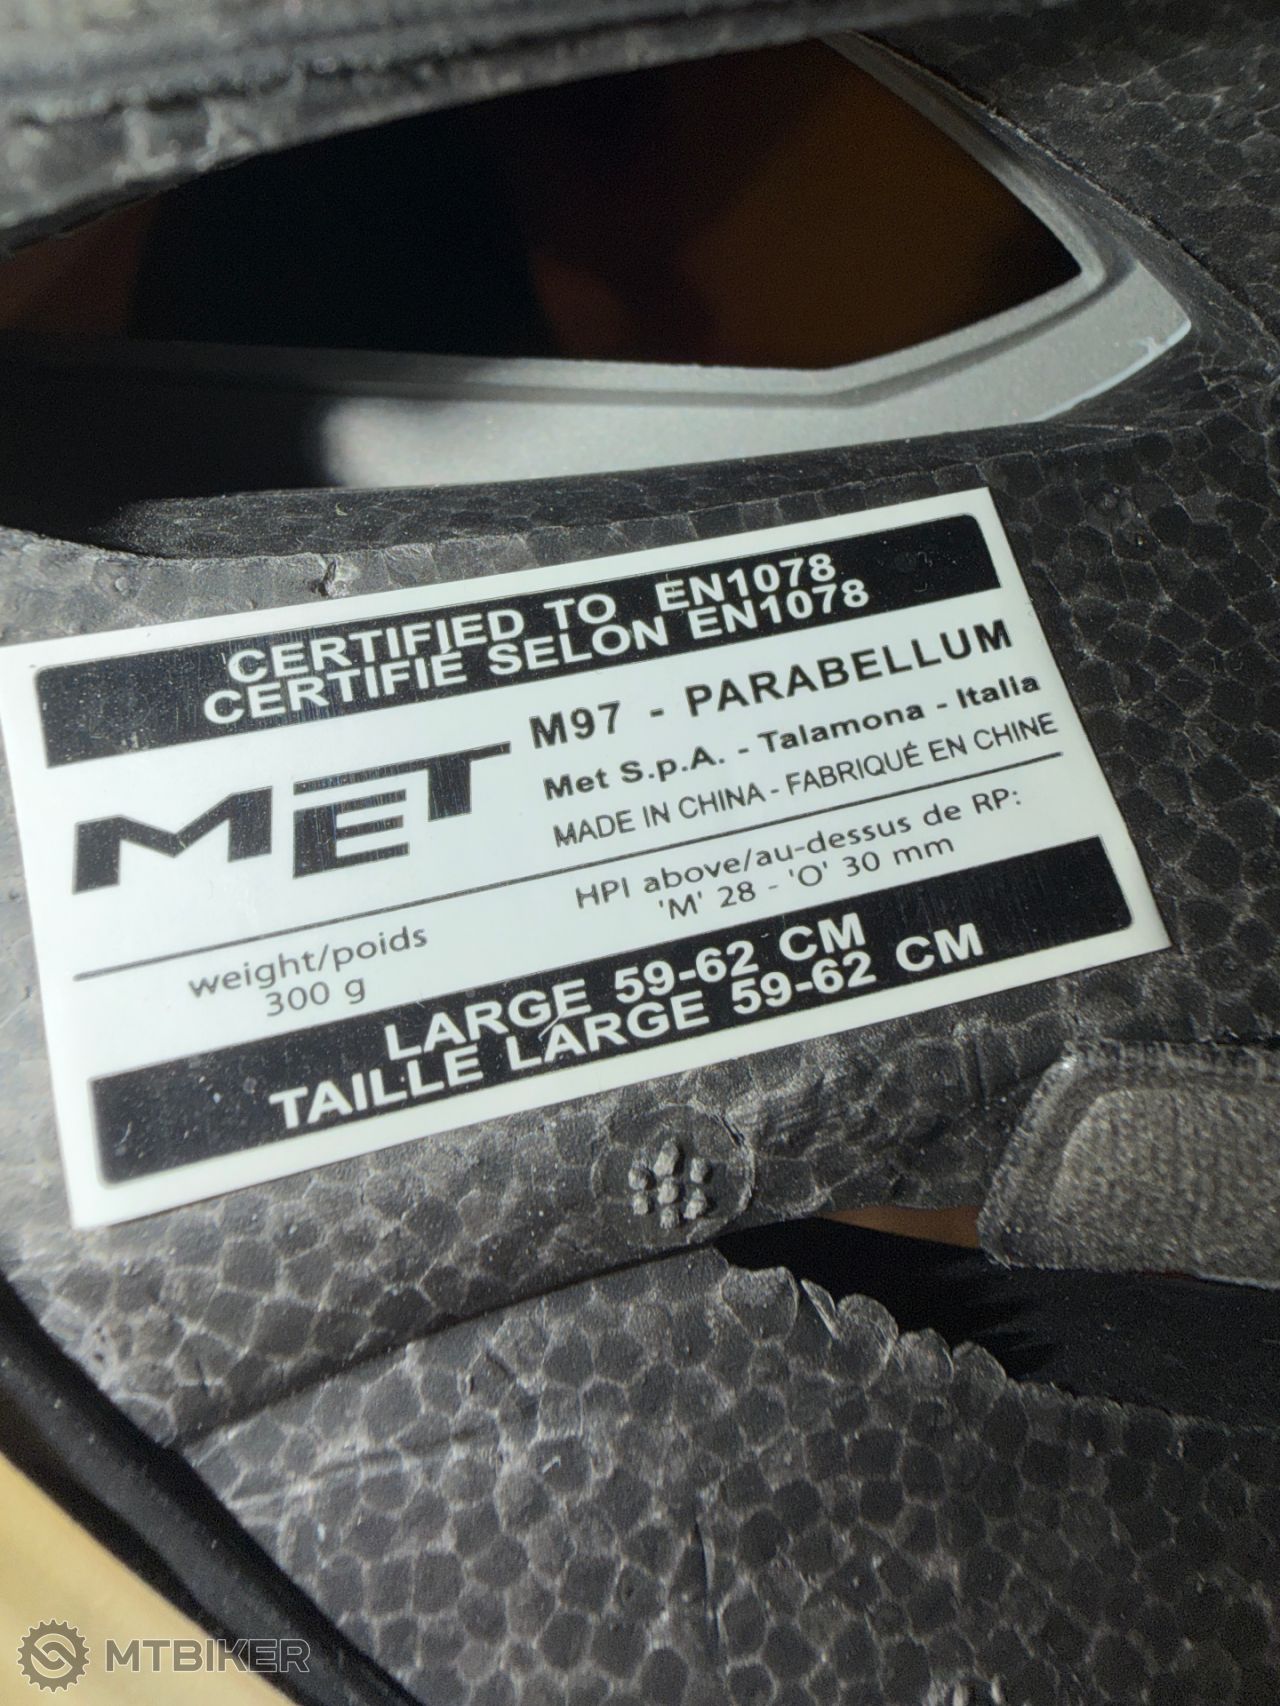 CERTIFIED TO EN1078
CERTIFIÉ SELON EN1078
MET
M97 - PARABELLUM
Met S.p.A. - Talamona - Italia
MADE IN CHINA - FABRIQUÉ EN CHINE
weight/poids
300 g
HPI above/au-dessus de RP:
'M' 28 - 'O' 30 mm
LARGE 59-62 CM
TAILLE LARGE 59-62 CM
MTBIKER